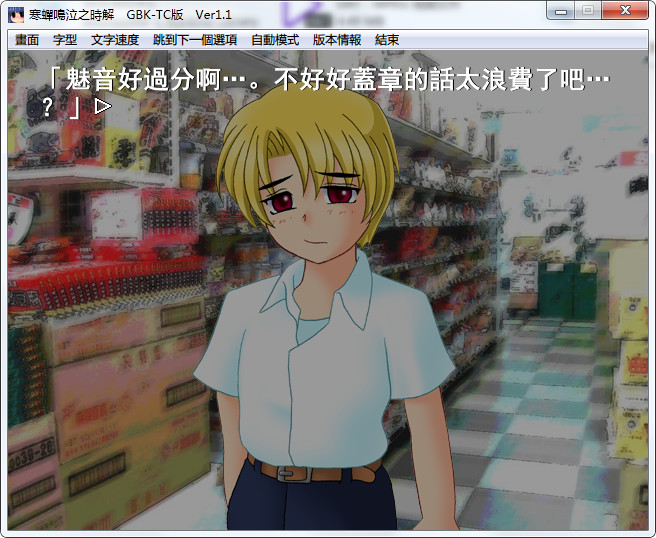 寒蟬鳴泣之時解 GBK-TC版 Ver1.1
畫面 字型 文字速度 跳到下一個選項 自動模式 版本情報 結束
「魅音好過分啊…。不好好蓋章的話太浪費了吧…
？」▷